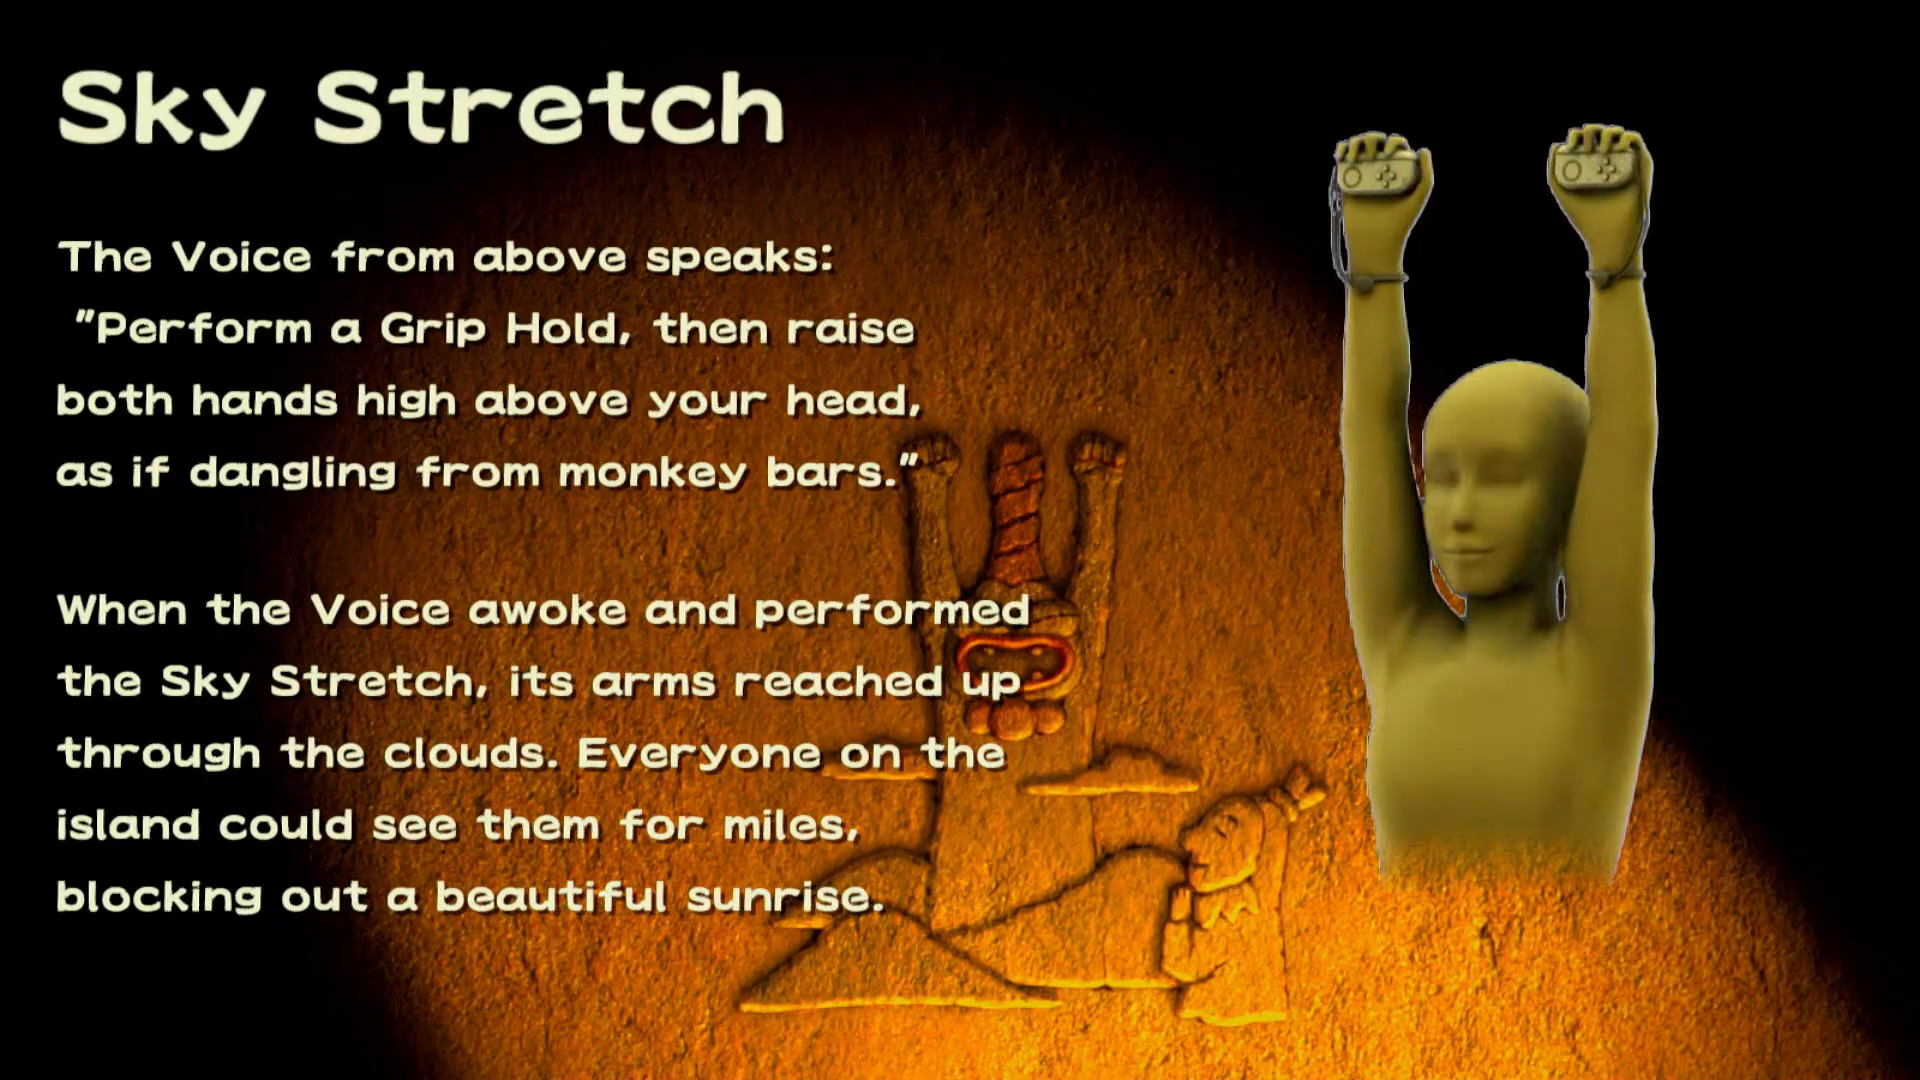 Sky Stretch
The Voice from above speaks:
"Perform a Grip Hold, then raise
both hands high above your head,
as if dangling from monkey bars."
When the Voice awoke and performed
the Sky Stretch, its arms reached up
through the clouds. Everyone on the
island could see them for miles,
blocking out a beautiful sunrise.